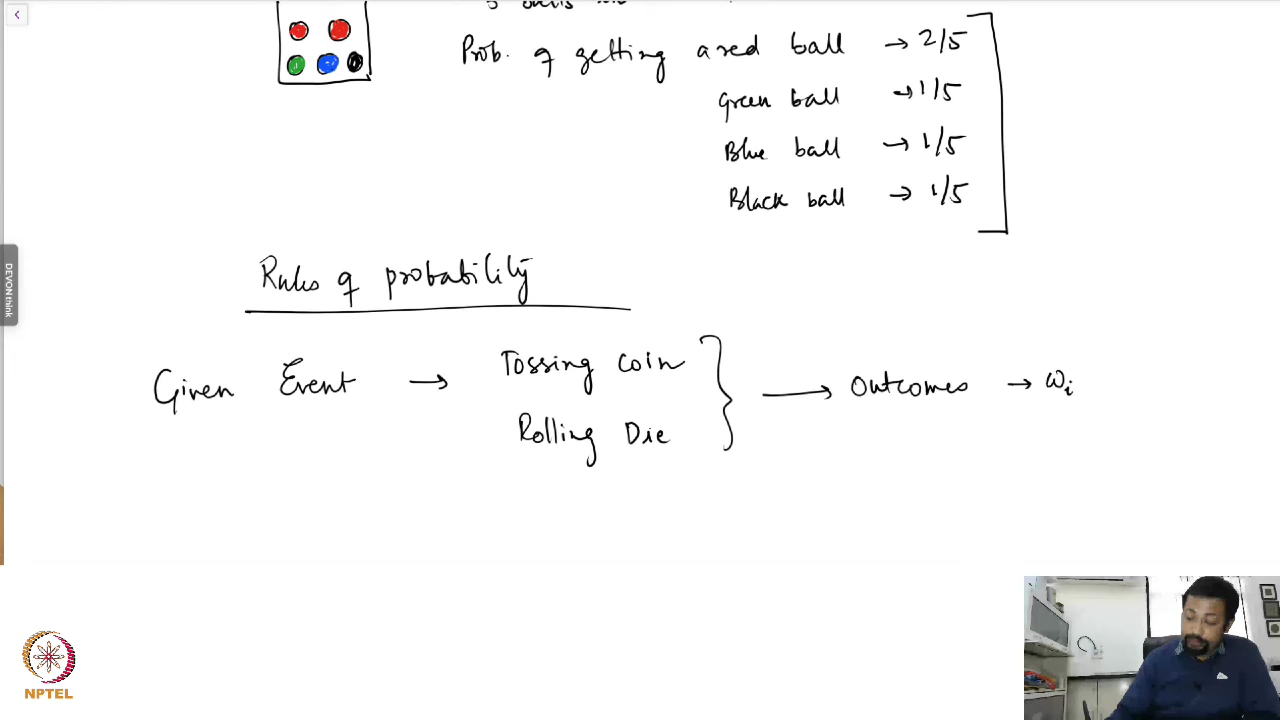 Prob. of getting a red ball → 2/5
Green ball → 1/5
Blue ball → 1/5
Black ball → 1/5
Rules of probability
Given Event → Tossing coin
Rolling Die
→ Outcomes → ωi
DEVONthink
NPTEL